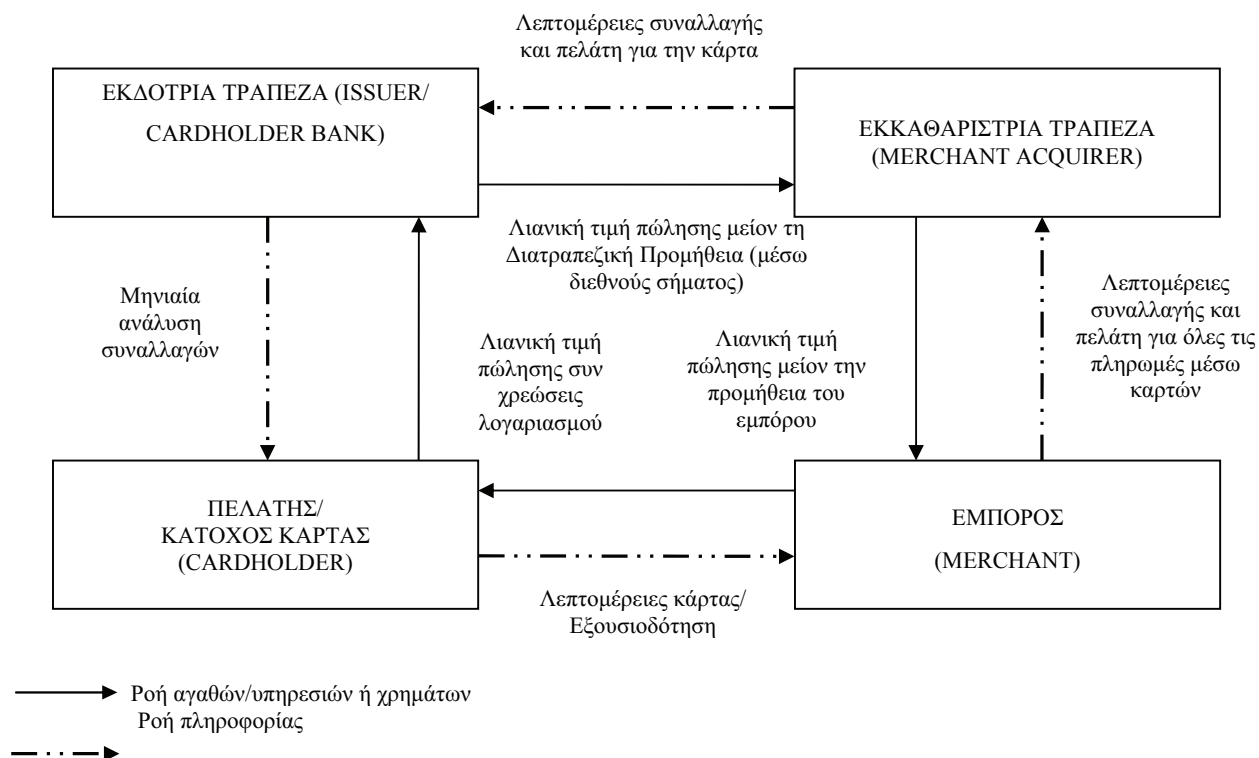 Λεπτομέρειες συναλλαγής
και πελάτη για την κάρτα
ΕΚΔΟΤΡΙΑ ΤΡΑΠΕΖΑ (ISSUER/
CARDHOLDER BANK)
ΕΚΚΑΘΑΡΙΣΤΡΙΑ ΤΡΑΠΕΖΑ
(MERCHANT ACQUIRER)
Λιανική τιμή πώλησης μείον τη
Διατραπεζική Προμήθεια (μέσω
διεθνούς σήματος)
Μηνιαία
ανάλυση
συναλλαγών
Λιανική τιμή
πώλησης συν
χρεώσεις
λογαριασμού
Λιανική τιμή
πώλησης μείον την
προμήθεια του
εμπόρου
Λεπτομέρειες
συναλλαγής και
πελάτη για όλες τις
πληρωμές μέσω
καρτών
ΠΕΛΑΤΗΣ/
ΚΑΤΟΧΟΣ ΚΑΡΤΑΣ
(CARDHOLDER)
ΕΜΠΟΡΟΣ
(MERCHANT)
Λεπτομέρειες κάρτας/
Εξουσιοδότηση
Ροή αγαθών/υπηρεσιών ή χρημάτων
Ροή πληροφορίας